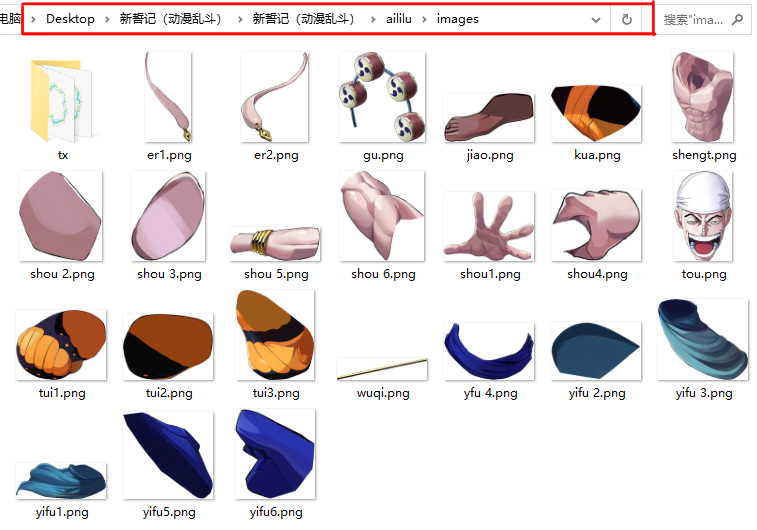 电脑 > Desktop > 新誓记（动漫乱斗） > 新誓记（动漫乱斗） > aililu > images
搜索"ima...
tx
er1.png
er2.png
gu.png
jiao.png
kua.png
shengt.png
shou 2.png
shou 3.png
shou 5.png
shou 6.png
shou1.png
shou4.png
tou.png
tui1.png
tui2.png
tui3.png
wuqi.png
yfu 4.png
yifu 2.png
yifu 3.png
yifu1.png
yifu5.png
yifu6.png